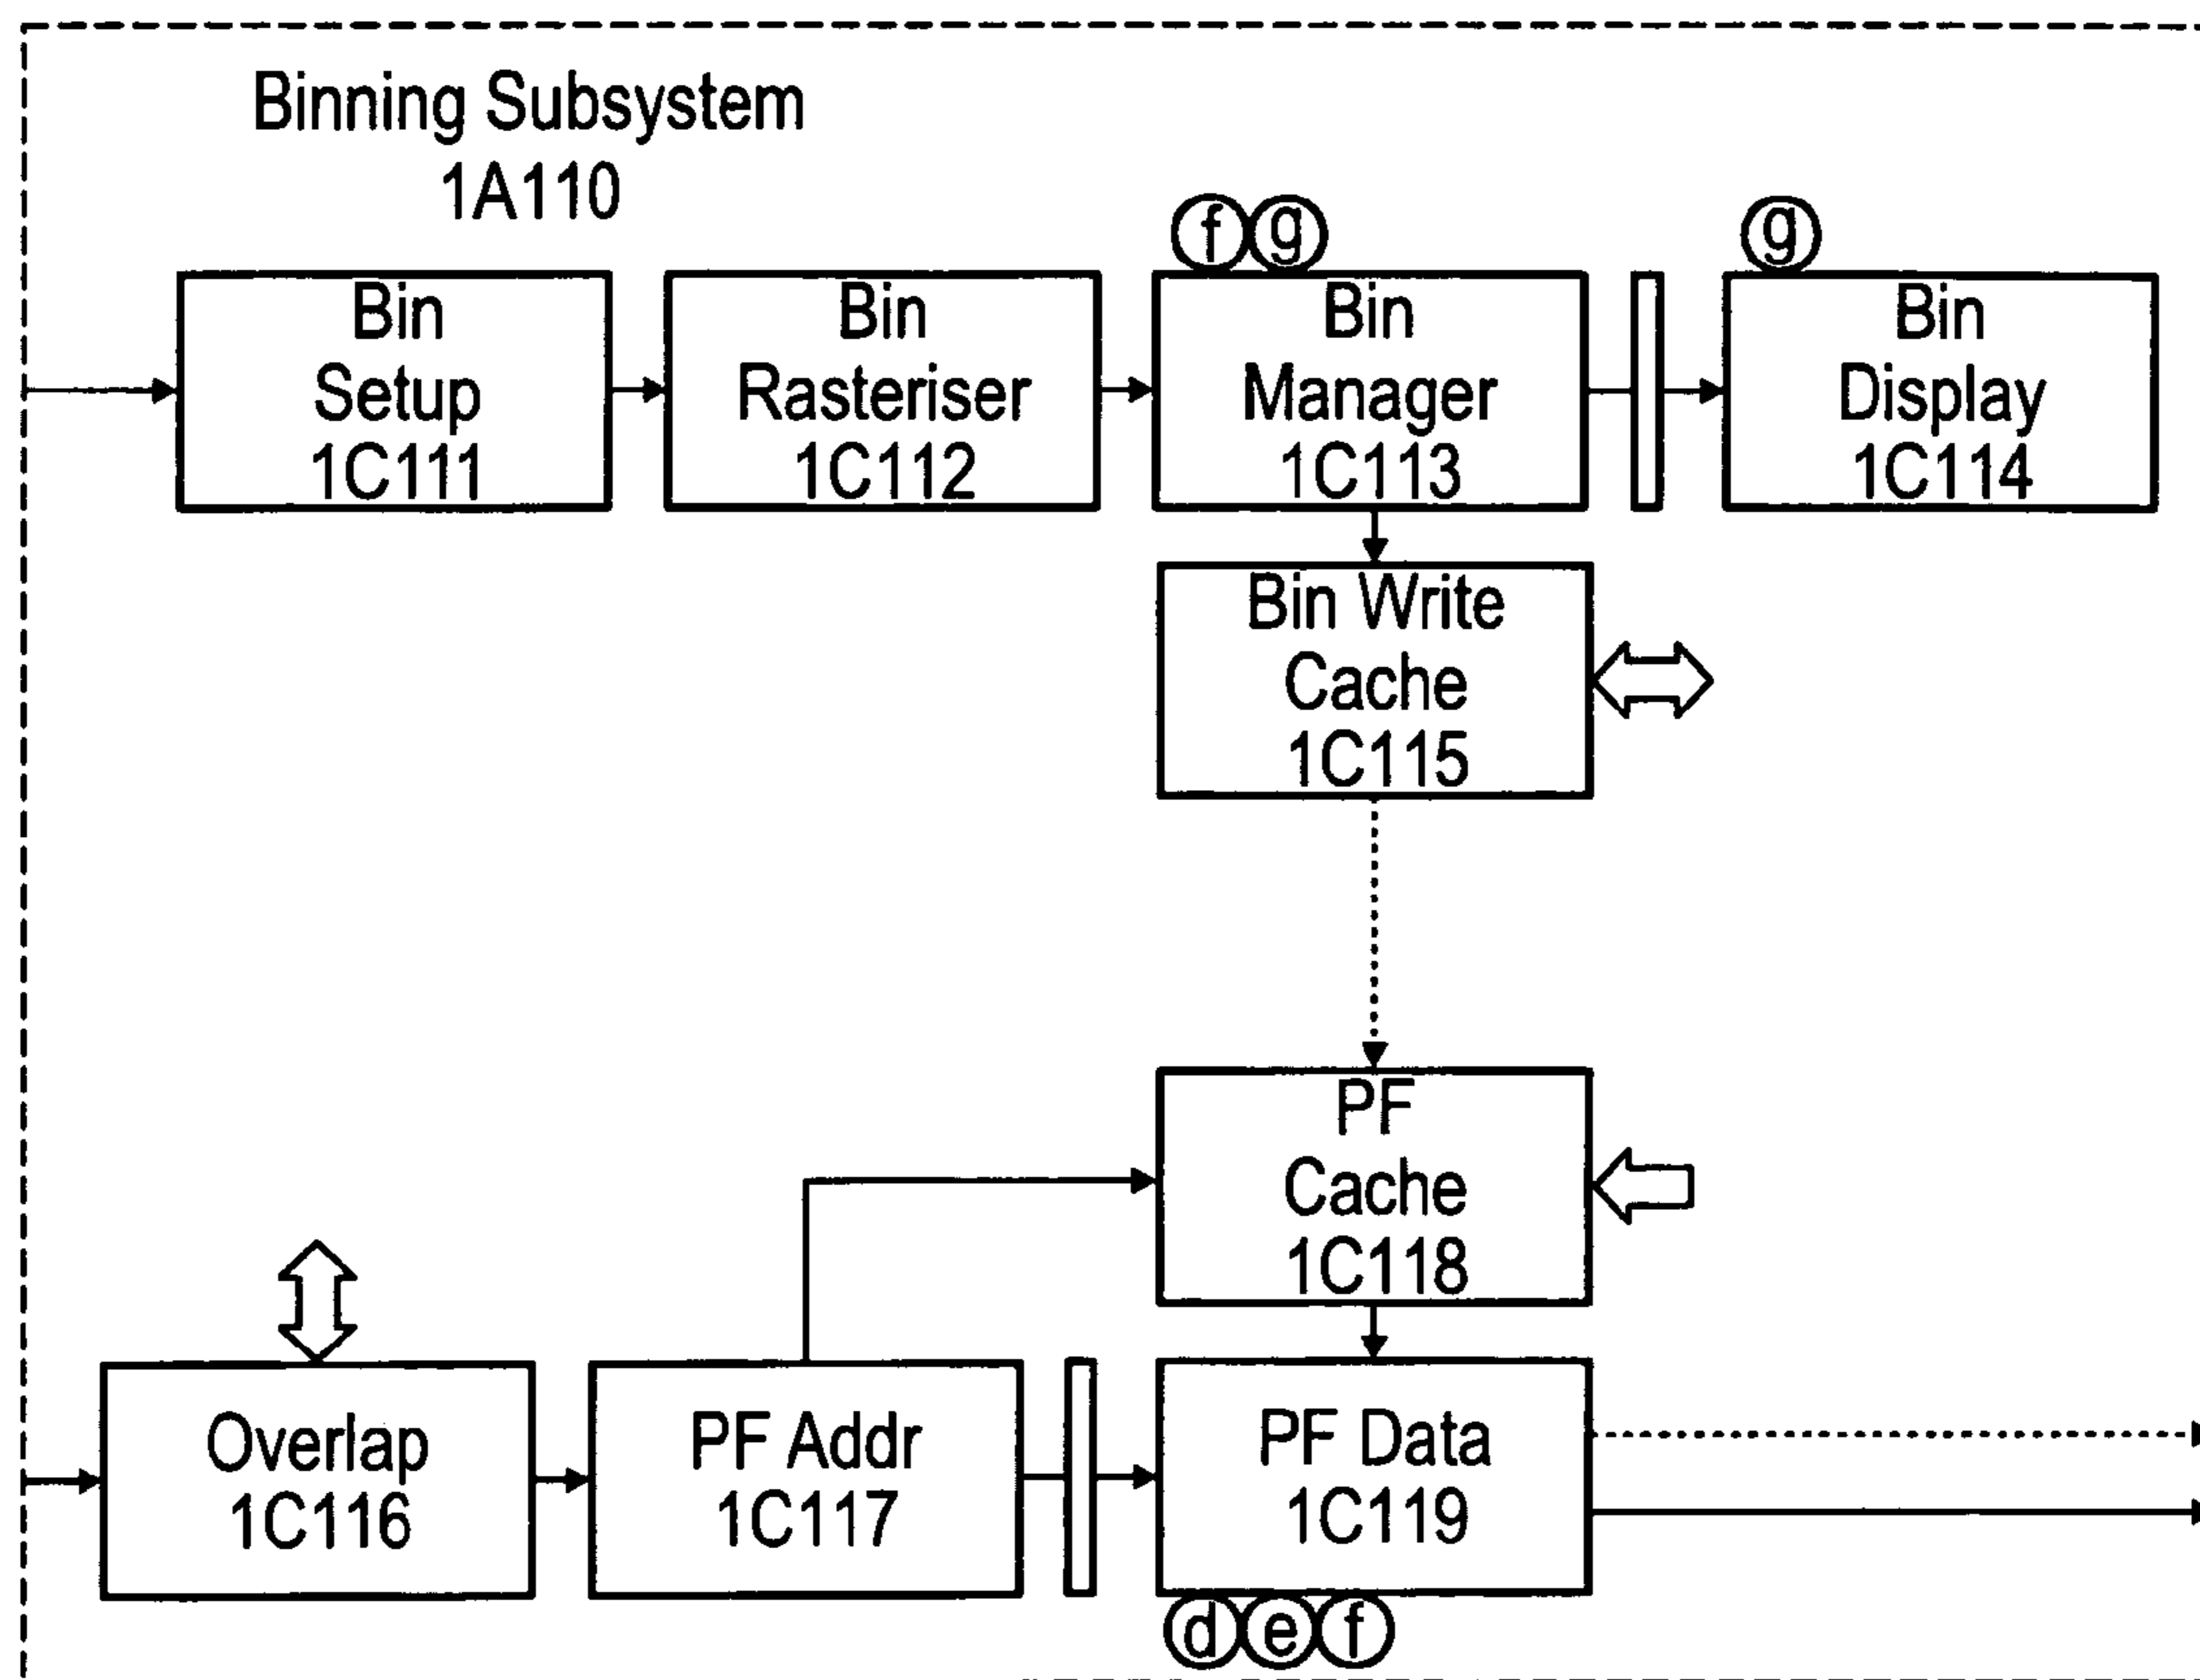 Binning Subsystem
1A110
f g
g
Bin
Setup
1C111
Bin
Rasteriser
1C112
Bin
Manager
1C113
Bin
Display
1C114
Bin Write
Cache
1C115
PF
Cache
1C118
Overlap
1C116
PF Addr
1C117
PF Data
1C119
d e f